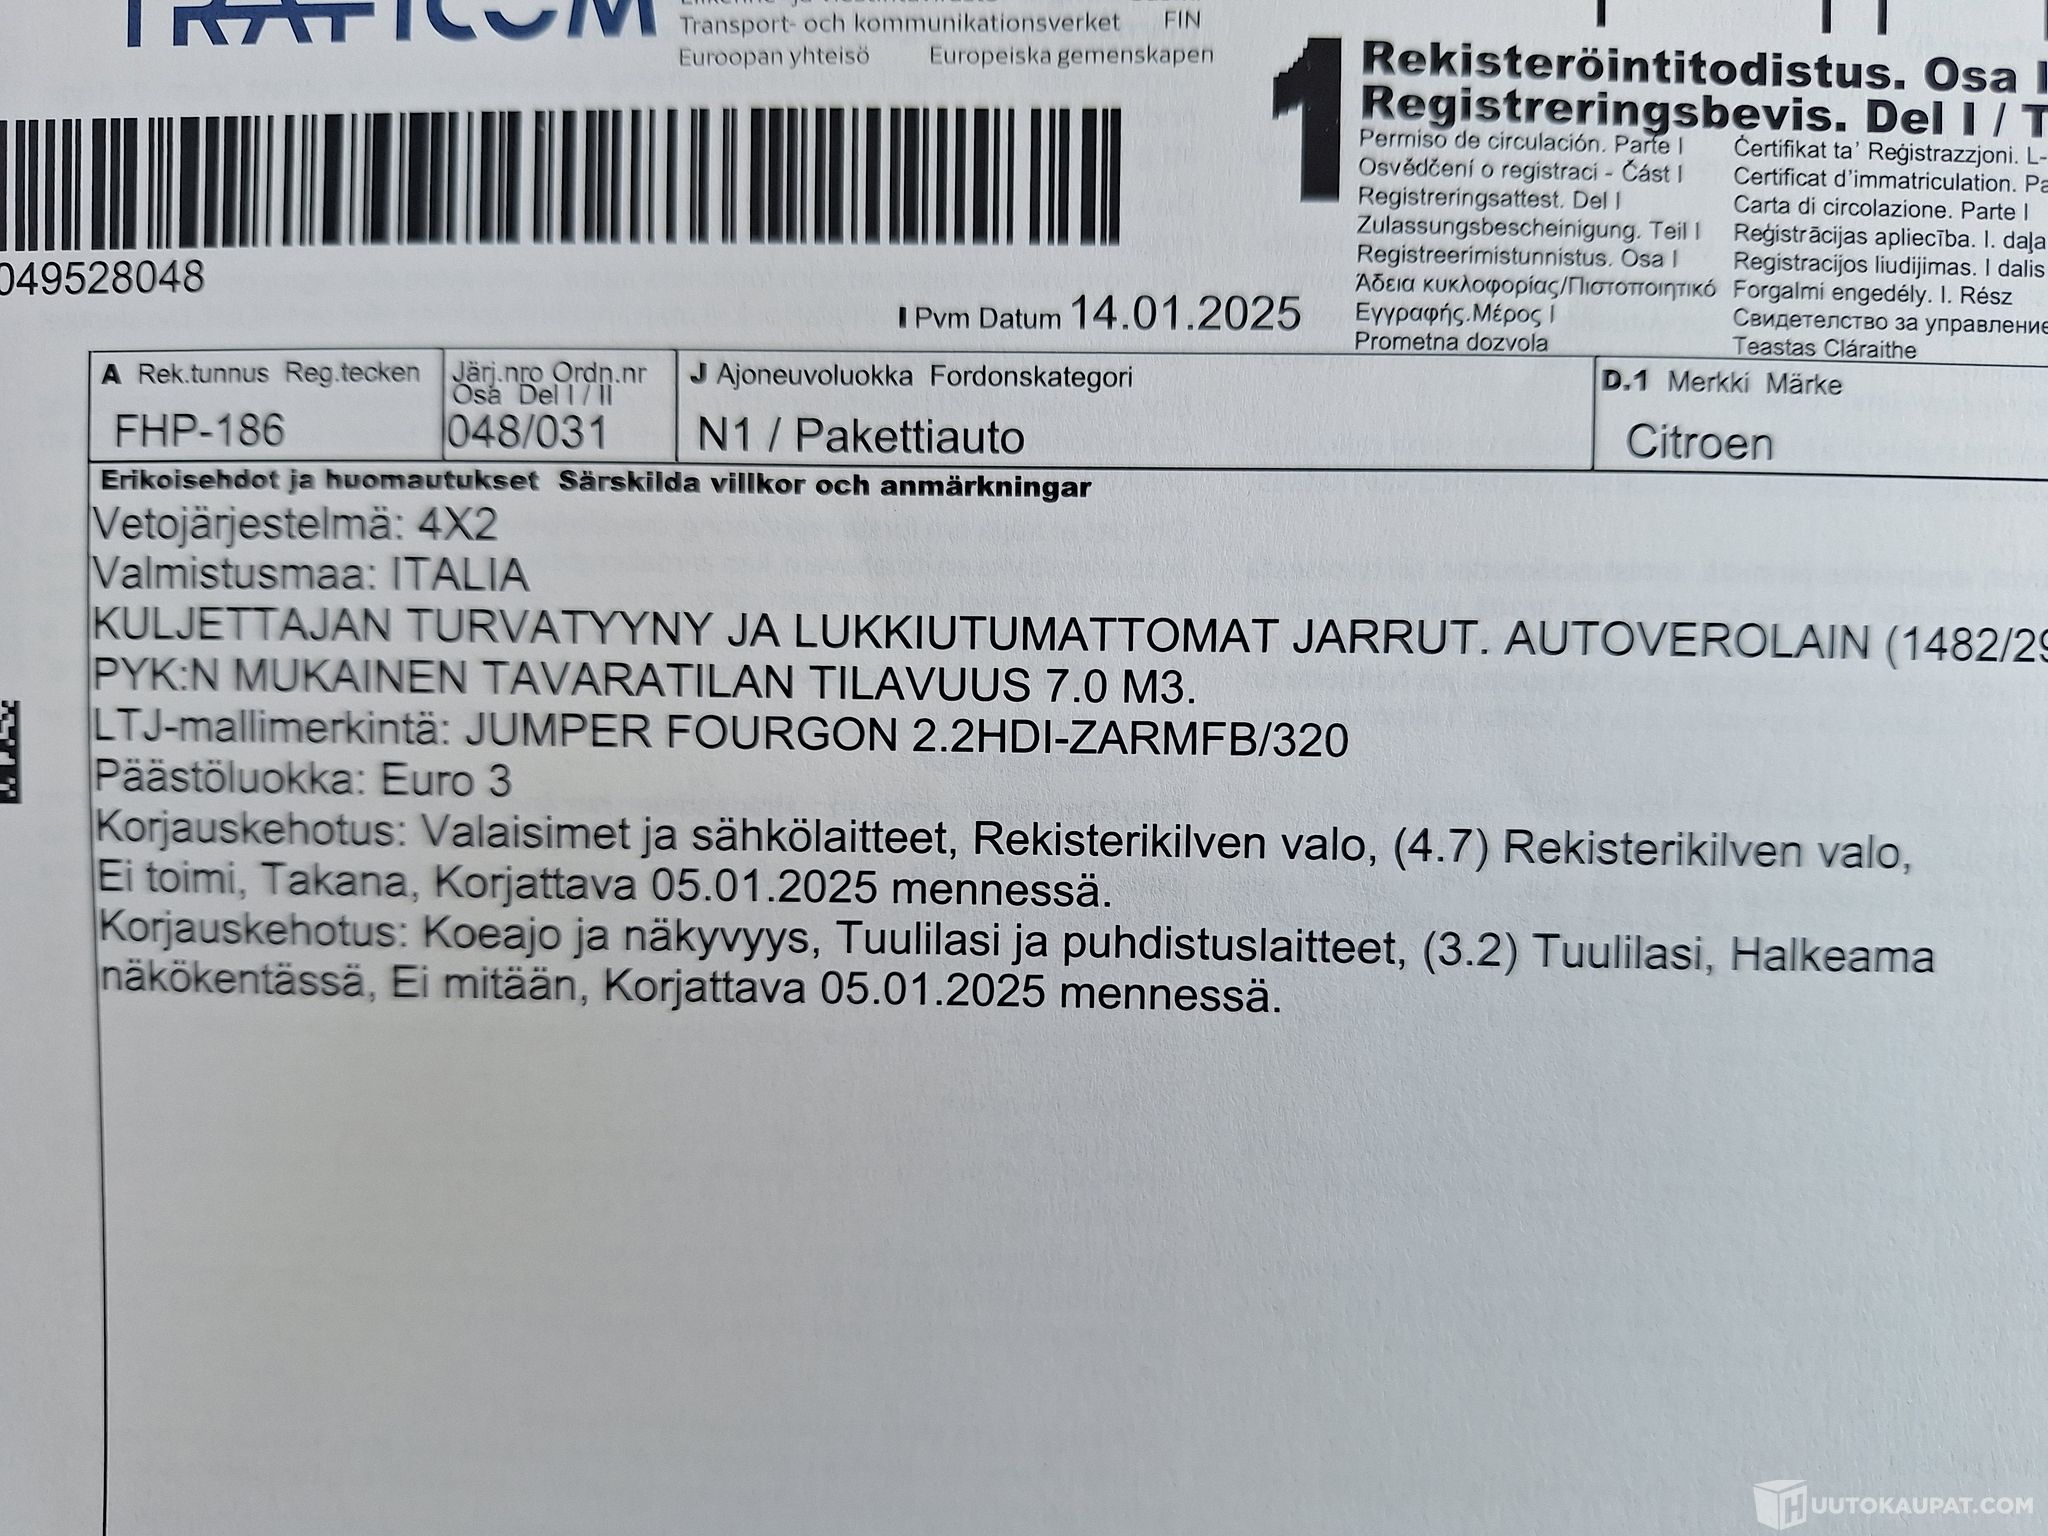 TRAFICOM
Transport- och kommunikationsverket FIN
Euroopan yhteisö Europeiska gemenskapen
1
Rekisteröintitodistus. Osa I
Registreringsbevis. Del I /
Permiso de circulación. Parte I
Osvědčení o registraci - Část I
Registreringsattest. Del I
Zulassungsbescheinigung. Teil I
Registreerimistunnistus. Osa I
Άδεια κυκλοφορίας/Πιστοποιητικό
Εγγραφής.Μέρος I
Prometna dozvola
Ċertifikat ta' Reġistrazzjoni. L-
Certificat d'immatriculation. Pa
Carta di circolazione. Parte I
Reģistrācijas apliecība. I. daļa
Registracijos liudijimas. I dalis
Forgalmi engedély. I. Rész
Свидетелство за управление
Teastas Cláraithe
049528048
I Pvm Datum 14.01.2025
A Rek.tunnus Reg.tecken
FHP-186
Järj.nro Ordn.nr
Osa Del I / II
048/031
J Ajoneuvoluokka Fordonskategori
N1 / Pakettiauto
D.1 Merkki Märke
Citroen
Erikoisehdot ja huomautukset Särskilda villkor och anmärkningar
Vetojärjestelmä: 4X2
Valmistusmaa: ITALIA
KULJETTAJAN TURVATYYNY JA LUKKIUTUMATTOMAT JARRUT. AUTOVEROLAIN (1482/29
PYK:N MUKAINEN TAVARATILAN TILAVUUS 7.0 M3.
LTJ-mallimerkintä: JUMPER FOURGON 2.2HDI-ZARMFB/320
Päästöluokka: Euro 3
Korjauskehotus: Valaisimet ja sähkölaitteet, Rekisterikilven valo, (4.7) Rekisterikilven valo,
Ei toimi, Takana, Korjattava 05.01.2025 mennessä.
Korjauskehotus: Koeajo ja näkyvyys, Tuulilasi ja puhdistuslaitteet, (3.2) Tuulilasi, Halkeama
näkökentässä, Ei mitään, Korjattava 05.01.2025 mennessä.
HUUTOKAUPAT.COM